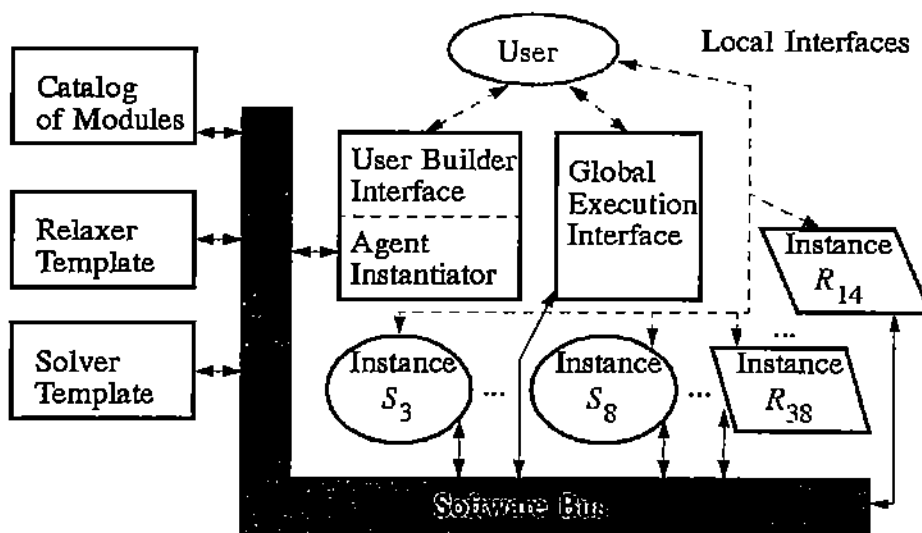 User
Local Interfaces
Catalog
of Modules
User Builder
Interface
Global
Execution
Interface
Relaxer
Template
Agent
Instantiator
Instance
R14
Solver
Template
Instance
S3
...
Instance
S8
...
Instance
R38
...
Software Bus